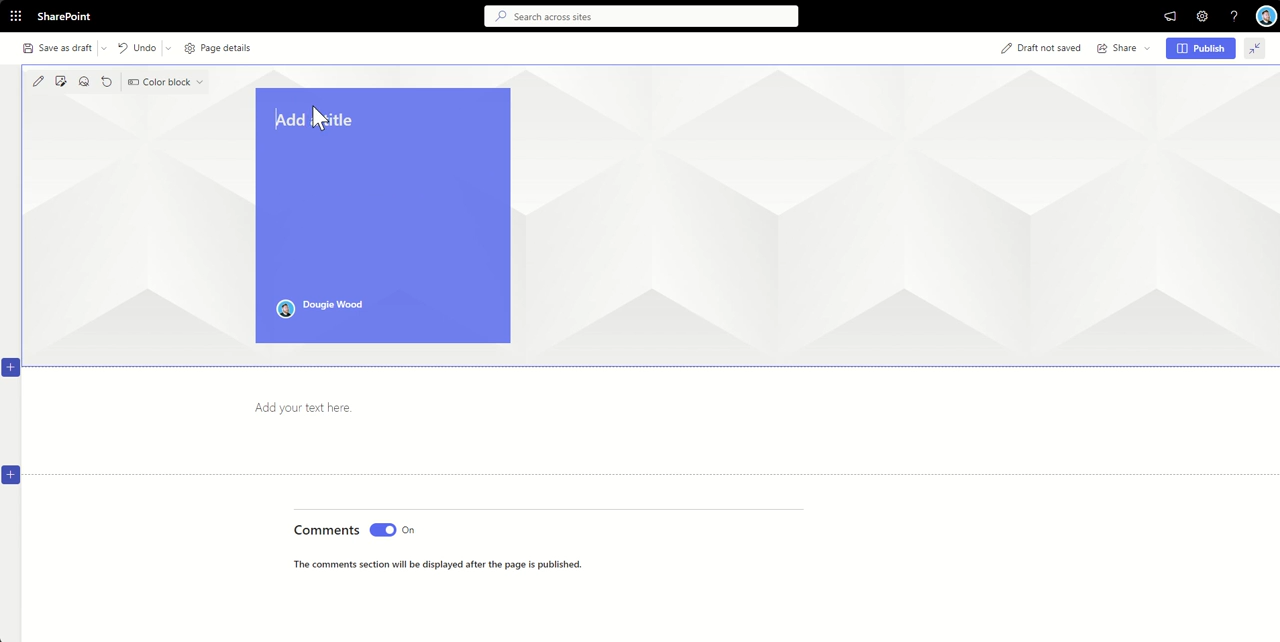 SharePoint
Search across sites
Save as draft
Undo
Page details
Draft not saved
Share
Publish
Color block
Add a title
Dougie Wood
Add your text here.
Comments
On
The comments section will be displayed after the page is published.